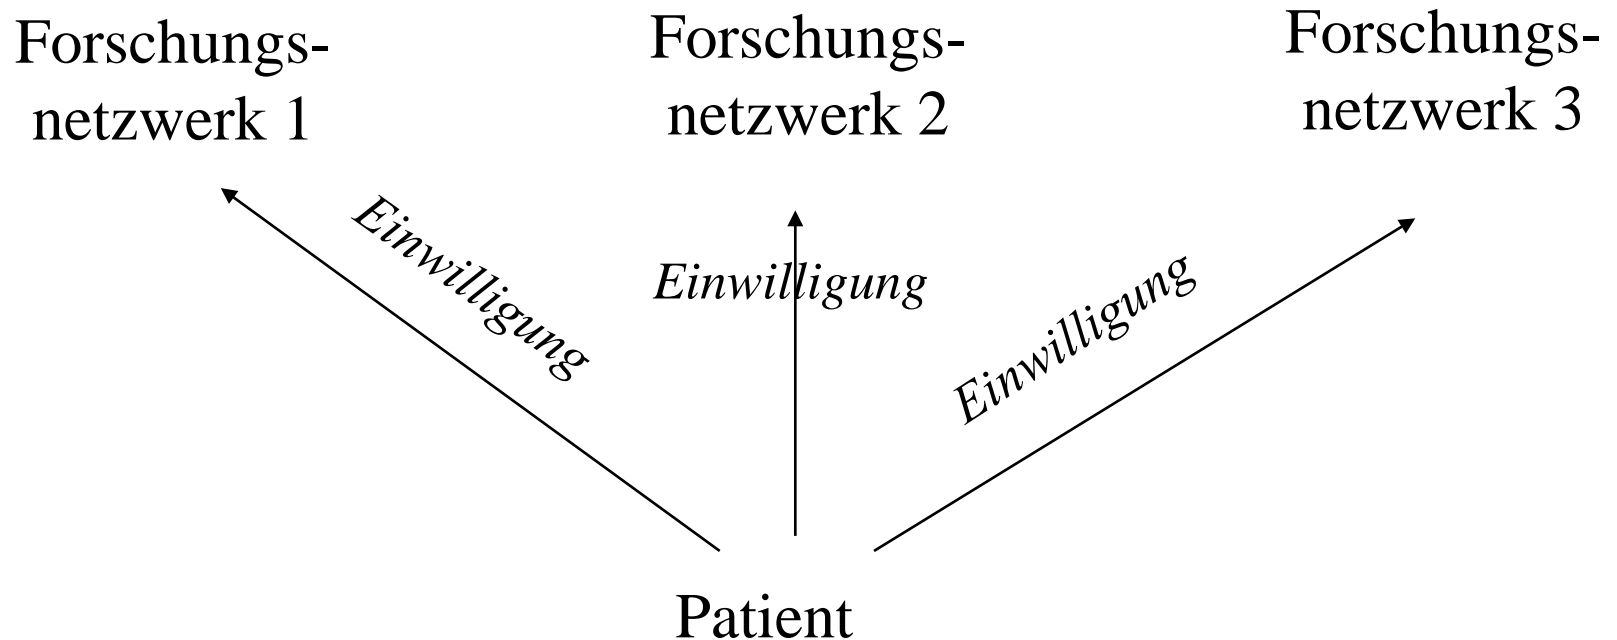 Forschungs-
netzwerk 1
Forschungs-
netzwerk 2
Forschungs-
netzwerk 3
Einwilligung
Einwilligung
Einwilligung
Patient